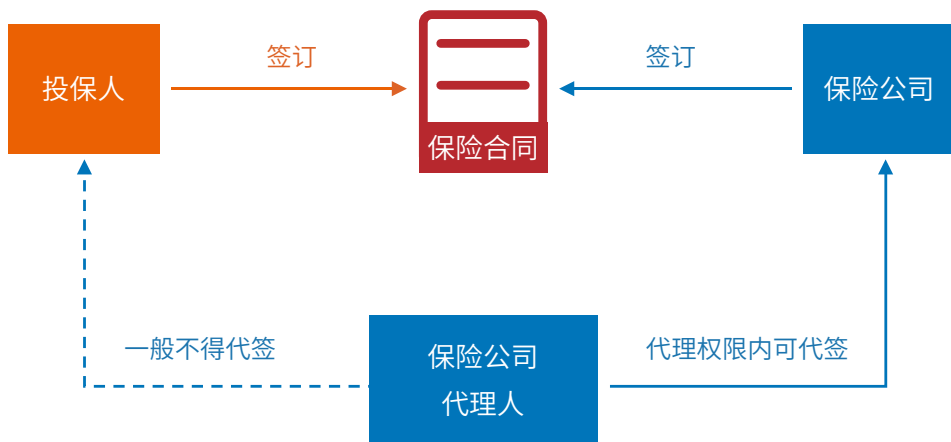 签订
签订
投保人
保险公司
保险合同
一般不得代签
代理权限内可代签
保险公司
代理人